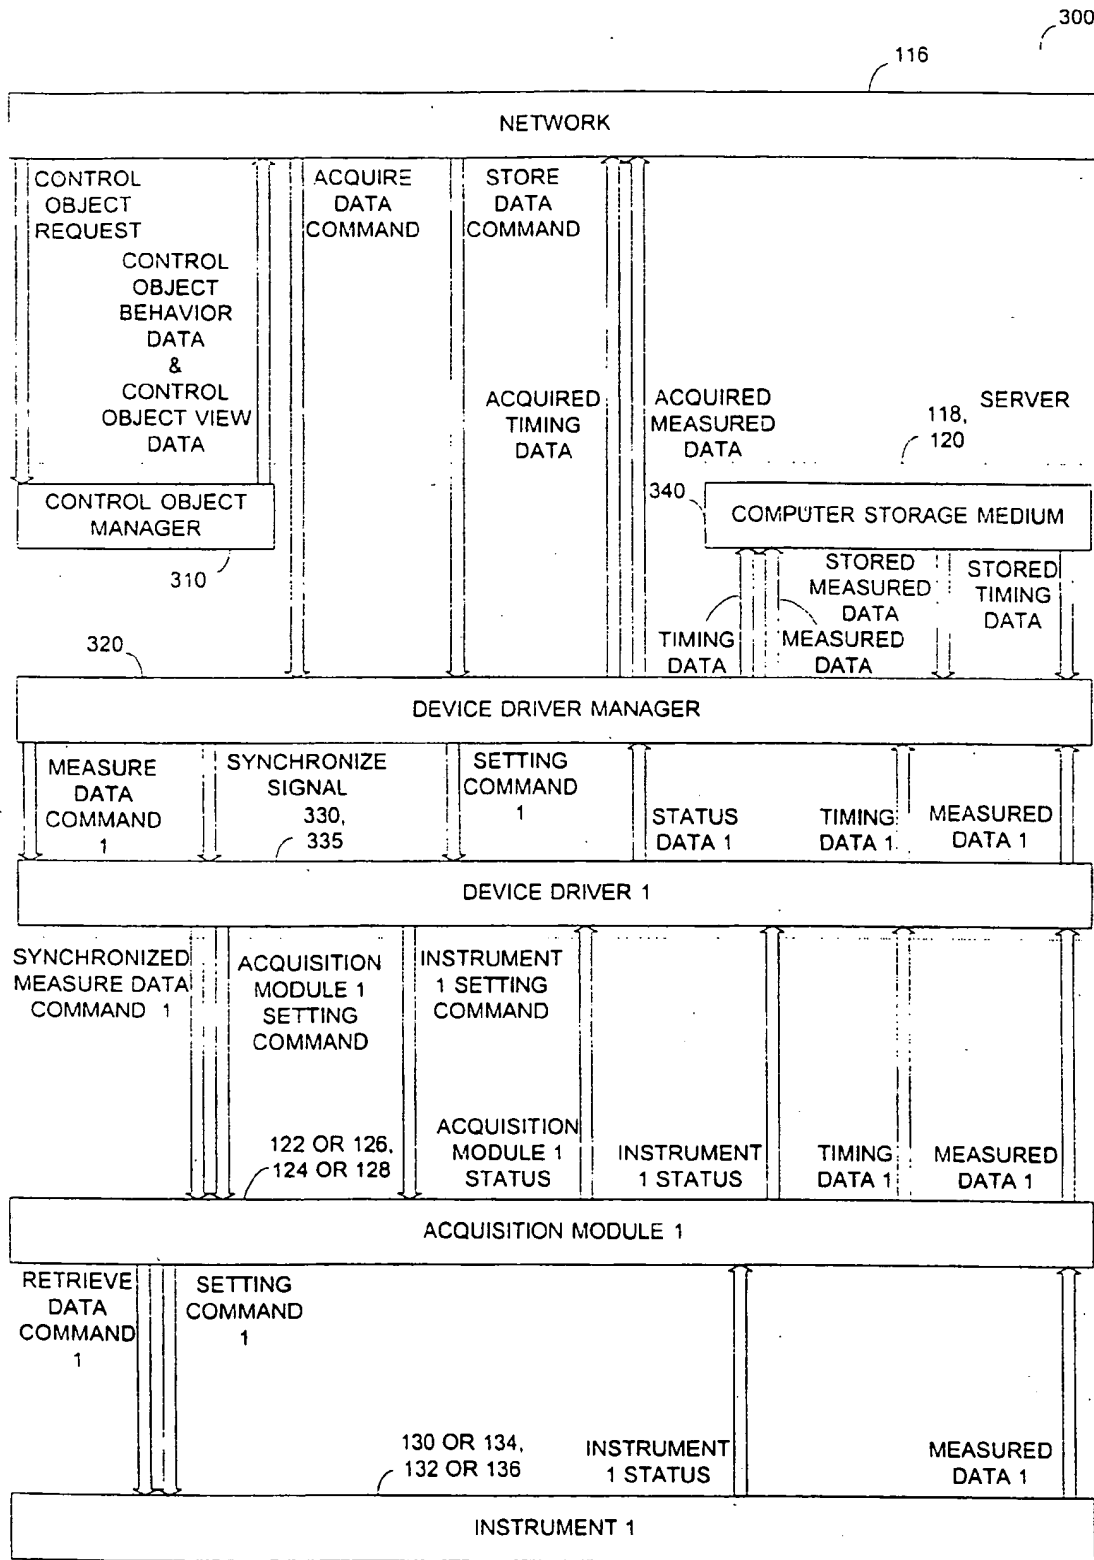 300
116
NETWORK
CONTROL
OBJECT
REQUEST
CONTROL
OBJECT
BEHAVIOR
DATA
&
CONTROL
OBJECT VIEW
DATA
ACQUIRE
DATA
COMMAND
STORE
DATA
COMMAND
ACQUIRED
TIMING
DATA
ACQUIRED
MEASURED
DATA
SERVER
118,
120
340
CONTROL OBJECT
MANAGER
310
COMPUTER STORAGE MEDIUM
TIMING
DATA
STORED
MEASURED
DATA
MEASURED
DATA
STORED
TIMING
DATA
320
DEVICE DRIVER MANAGER
MEASURE
DATA
COMMAND
1
SYNCHRONIZE
SIGNAL
330,
335
SETTING
COMMAND
1
STATUS
DATA 1
TIMING
DATA 1
MEASURED
DATA 1
DEVICE DRIVER 1
SYNCHRONIZED
MEASURE DATA
COMMAND 1
ACQUISITION
MODULE 1
SETTING
COMMAND
INSTRUMENT
1 SETTING
COMMAND
122 OR 126,
124 OR 128
ACQUISITION
MODULE 1
STATUS
INSTRUMENT
1 STATUS
TIMING
DATA 1
MEASURED
DATA 1
ACQUISITION MODULE 1
RETRIEVE
DATA
COMMAND
1
SETTING
COMMAND
1
130 OR 134,
132 OR 136
INSTRUMENT
1 STATUS
MEASURED
DATA 1
INSTRUMENT 1